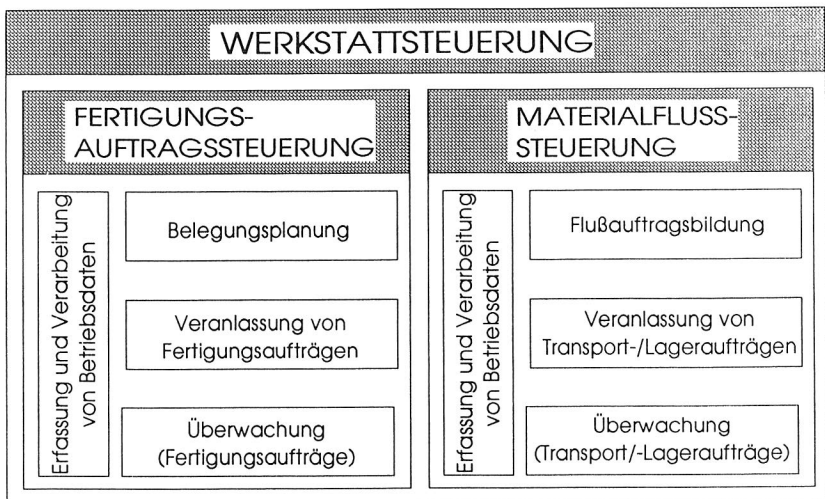 WERKSTATTSTEUERUNG
FERTIGUNGS-
AUFTRAGSSTEUERUNG
Erfassung und Verarbeitung
von Betriebsdaten
Belegungsplanung
Veranlassung von
Fertigungsaufträgen
Überwachung
(Fertigungsaufträge)
MATERIALFLUSS-
STEUERUNG
Erfassung und Verarbeitung
von Betriebsdaten
Flußauftragsbildung
Veranlassung von
Transport-/Lageraufträgen
Überwachung
(Transport/-Lageraufträge)